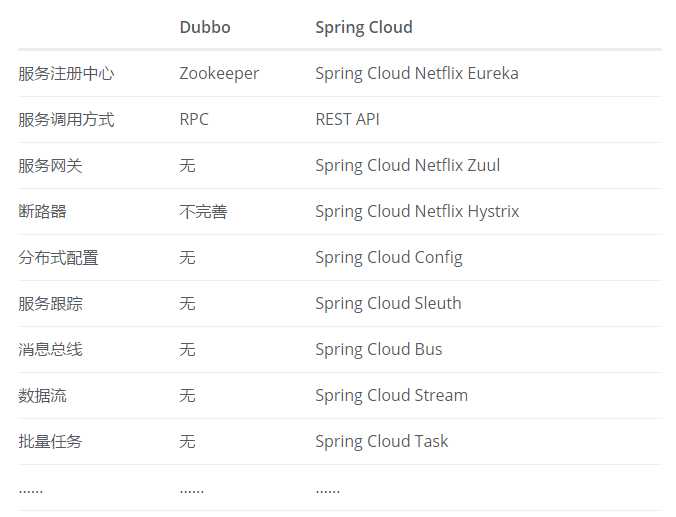 Dubbo Spring Cloud
服务注册中心 Zookeeper Spring Cloud Netflix Eureka
服务调用方式 RPC REST API
服务网关 无 Spring Cloud Netflix Zuul
断路器 不完善 Spring Cloud Netflix Hystrix
分布式配置 无 Spring Cloud Config
服务跟踪 无 Spring Cloud Sleuth
消息总线 无 Spring Cloud Bus
数据流 无 Spring Cloud Stream
批量任务 无 Spring Cloud Task
…… …… ……